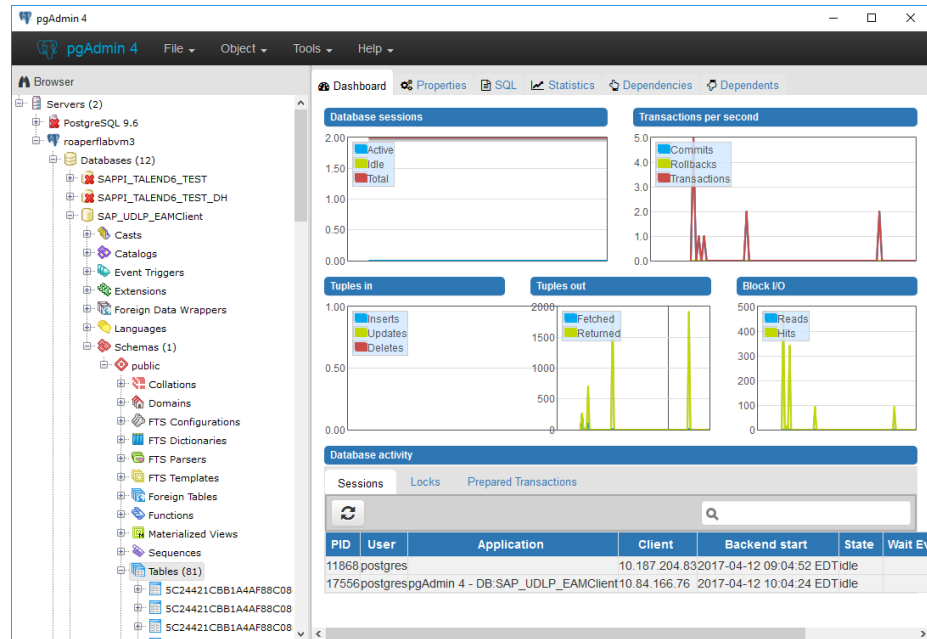 pgAdmin 4
pgAdmin 4 File Object Tools Help
Browser
Servers (2)
PostgreSQL 9.6
roaperflabvm3
Databases (12)
SAPPI_TALEND6_TEST
SAPPI_TALEND6_TEST_DH
SAP_UDLP_EAMClient
Casts
Catalogs
Event Triggers
Extensions
Foreign Data Wrappers
Languages
Schemas (1)
public
Collations
Domains
FTS Configurations
FTS Dictionaries
FTS Parsers
FTS Templates
Foreign Tables
Functions
Materialized Views
Sequences
Tables (81)
5C24421CBB1A4AF88C08
5C24421CBB1A4AF88C08
5C24421CBB1A4AF88C08
Dashboard Properties SQL Statistics Dependencies Dependents
Database sessions
2.00
1.50
1.00
0.50
0.00
Active
Idle
Total
Transactions per second
5.0
4.0
3.0
2.0
1.0
0.0
Commits
Rollbacks
Transactions
Tuples in
1.00
0.50
0.00
Inserts
Updates
Deletes
Tuples out
2000
1500
1000
500
0
Fetched
Returned
Block I/O
500
400
300
200
100
0
Reads
Hits
Database activity
Sessions Locks Prepared Transactions
PID User Application Client Backend start State Wait Ev
11868 postgres 10.187.204.83 2017-04-12 09:04:52 EDT idle
17556 postgres pgAdmin 4 - DB:SAP_UDLP_EAMClient 10.84.166.76 2017-04-12 10:04:24 EDT idle